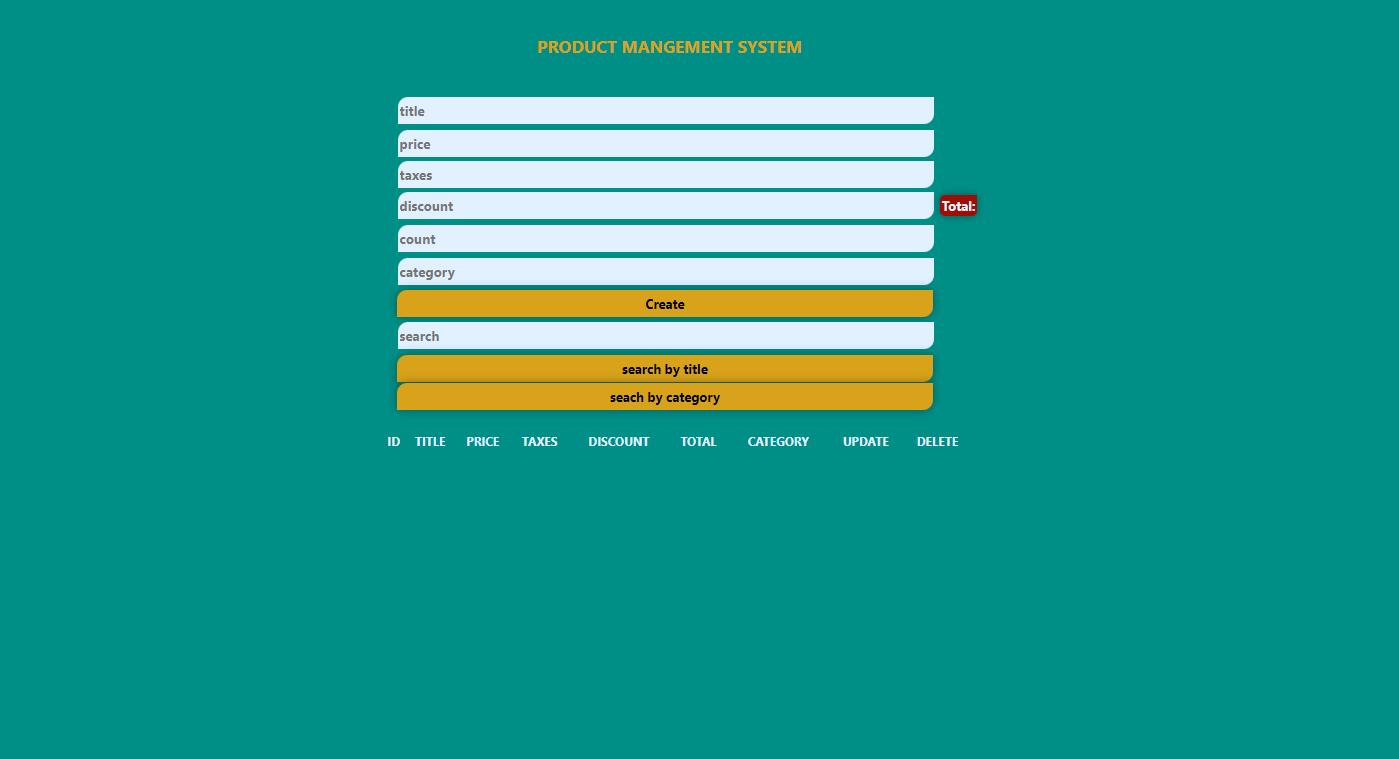 PRODUCT MANGEMENT SYSTEM
title
price
taxes
discount Total:
count
category
Create
search
search by title
seach by category
ID TITLE PRICE TAXES DISCOUNT TOTAL CATEGORY UPDATE DELETE